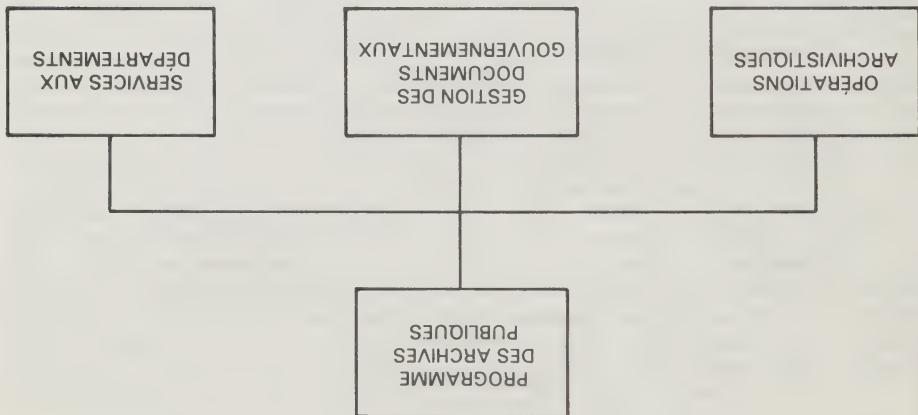 PROGRAMME
DES ARCHIVES
PUBLIQUES
OPÉRATIONS
ARCHIVISTIQUES
GESTION DES
DOCUMENTS
GOUVERNEMENTAUX
SERVICES AUX
DÉPARTEMENTS